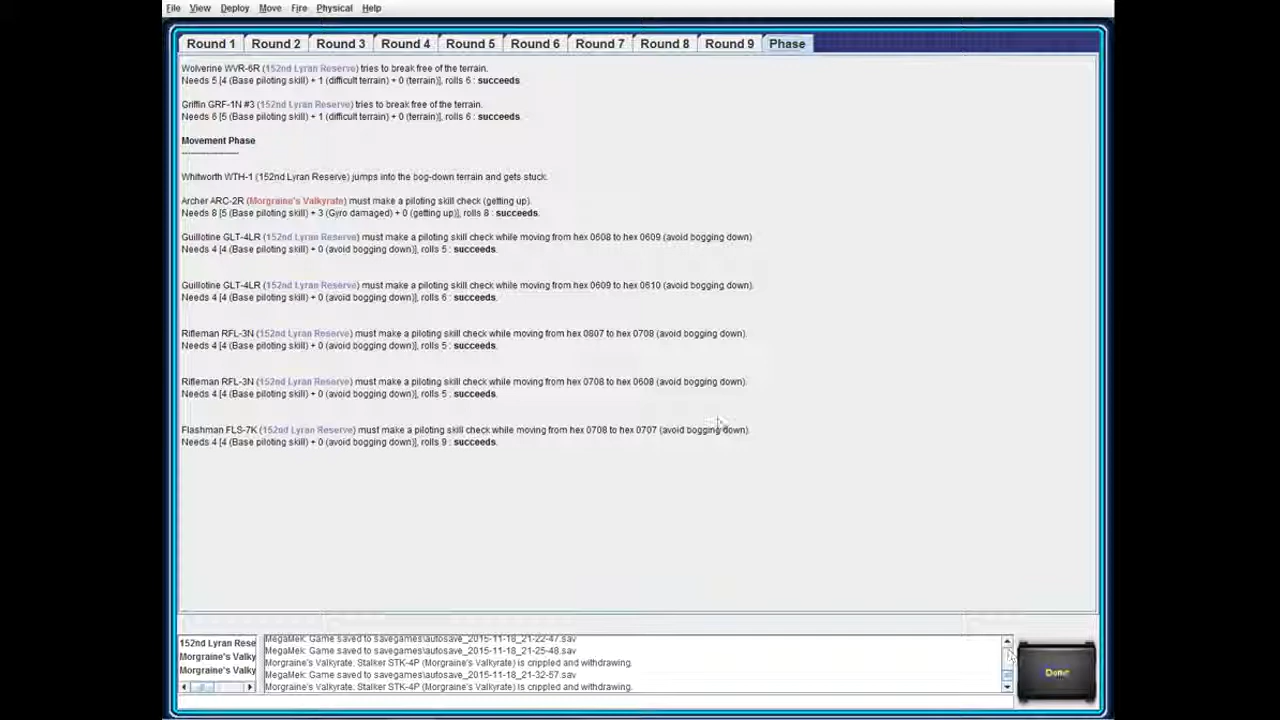 File View Deploy Move Fire Physical Help
Round 1 Round 2 Round 3 Round 4 Round 5 Round 6 Round 7 Round 8 Round 9 Phase
Wolverine WVR-6R (152nd Lyran Reserve) tries to break free of the terrain.
Needs 5 [4 (Base piloting skill) + 1 (difficult terrain) + 0 (terrain)], rolls 6 : succeeds.
Griffin GRF-1N #3 (152nd Lyran Reserve) tries to break free of the terrain.
Needs 6 [5 (Base piloting skill) + 1 (difficult terrain) + 0 (terrain)], rolls 6 : succeeds.
Movement Phase
-------------------
Whitworth WTH-1 (152nd Lyran Reserve) jumps into the bog-down terrain and gets stuck.
Archer ARC-2R (Morgraine's Valkyrate) must make a piloting skill check (getting up).
Needs 8 [5 (Base piloting skill) + 3 (Gyro damaged) + 0 (getting up)], rolls 8 : succeeds.
Guillotine GLT-4LR (152nd Lyran Reserve) must make a piloting skill check while moving from hex 0608 to hex 0609 (avoid bogging down).
Needs 4 [4 (Base piloting skill) + 0 (avoid bogging down)], rolls 5 : succeeds.
Guillotine GLT-4LR (152nd Lyran Reserve) must make a piloting skill check while moving from hex 0609 to hex 0610 (avoid bogging down).
Needs 4 [4 (Base piloting skill) + 0 (avoid bogging down)], rolls 6 : succeeds.
Rifleman RFL-3N (152nd Lyran Reserve) must make a piloting skill check while moving from hex 0807 to hex 0708 (avoid bogging down).
Needs 4 [4 (Base piloting skill) + 0 (avoid bogging down)], rolls 5 : succeeds.
Rifleman RFL-3N (152nd Lyran Reserve) must make a piloting skill check while moving from hex 0708 to hex 0608 (avoid bogging down).
Needs 4 [4 (Base piloting skill) + 0 (avoid bogging down)], rolls 5 : succeeds.
Flashman FLS-7K (152nd Lyran Reserve) must make a piloting skill check while moving from hex 0708 to hex 0707 (avoid bogging down).
Needs 4 [4 (Base piloting skill) + 0 (avoid bogging down)], rolls 9 : succeeds.
152nd Lyran Rese
Morgraine's Valky
Morgraine's Valky
MegaMek: Game saved to savegames\autosave_2015-11-18_21-22-47.sav
MegaMek: Game saved to savegames\autosave_2015-11-18_21-25-48.sav
Morgraine's Valkyrate: Stalker STK-4P (Morgraine's Valkyrate) is crippled and withdrawing.
MegaMek: Game saved to savegames\autosave_2015-11-18_21-32-57.sav
Morgraine's Valkyrate: Stalker STK-4P (Morgraine's Valkyrate) is crippled and withdrawing.
Done